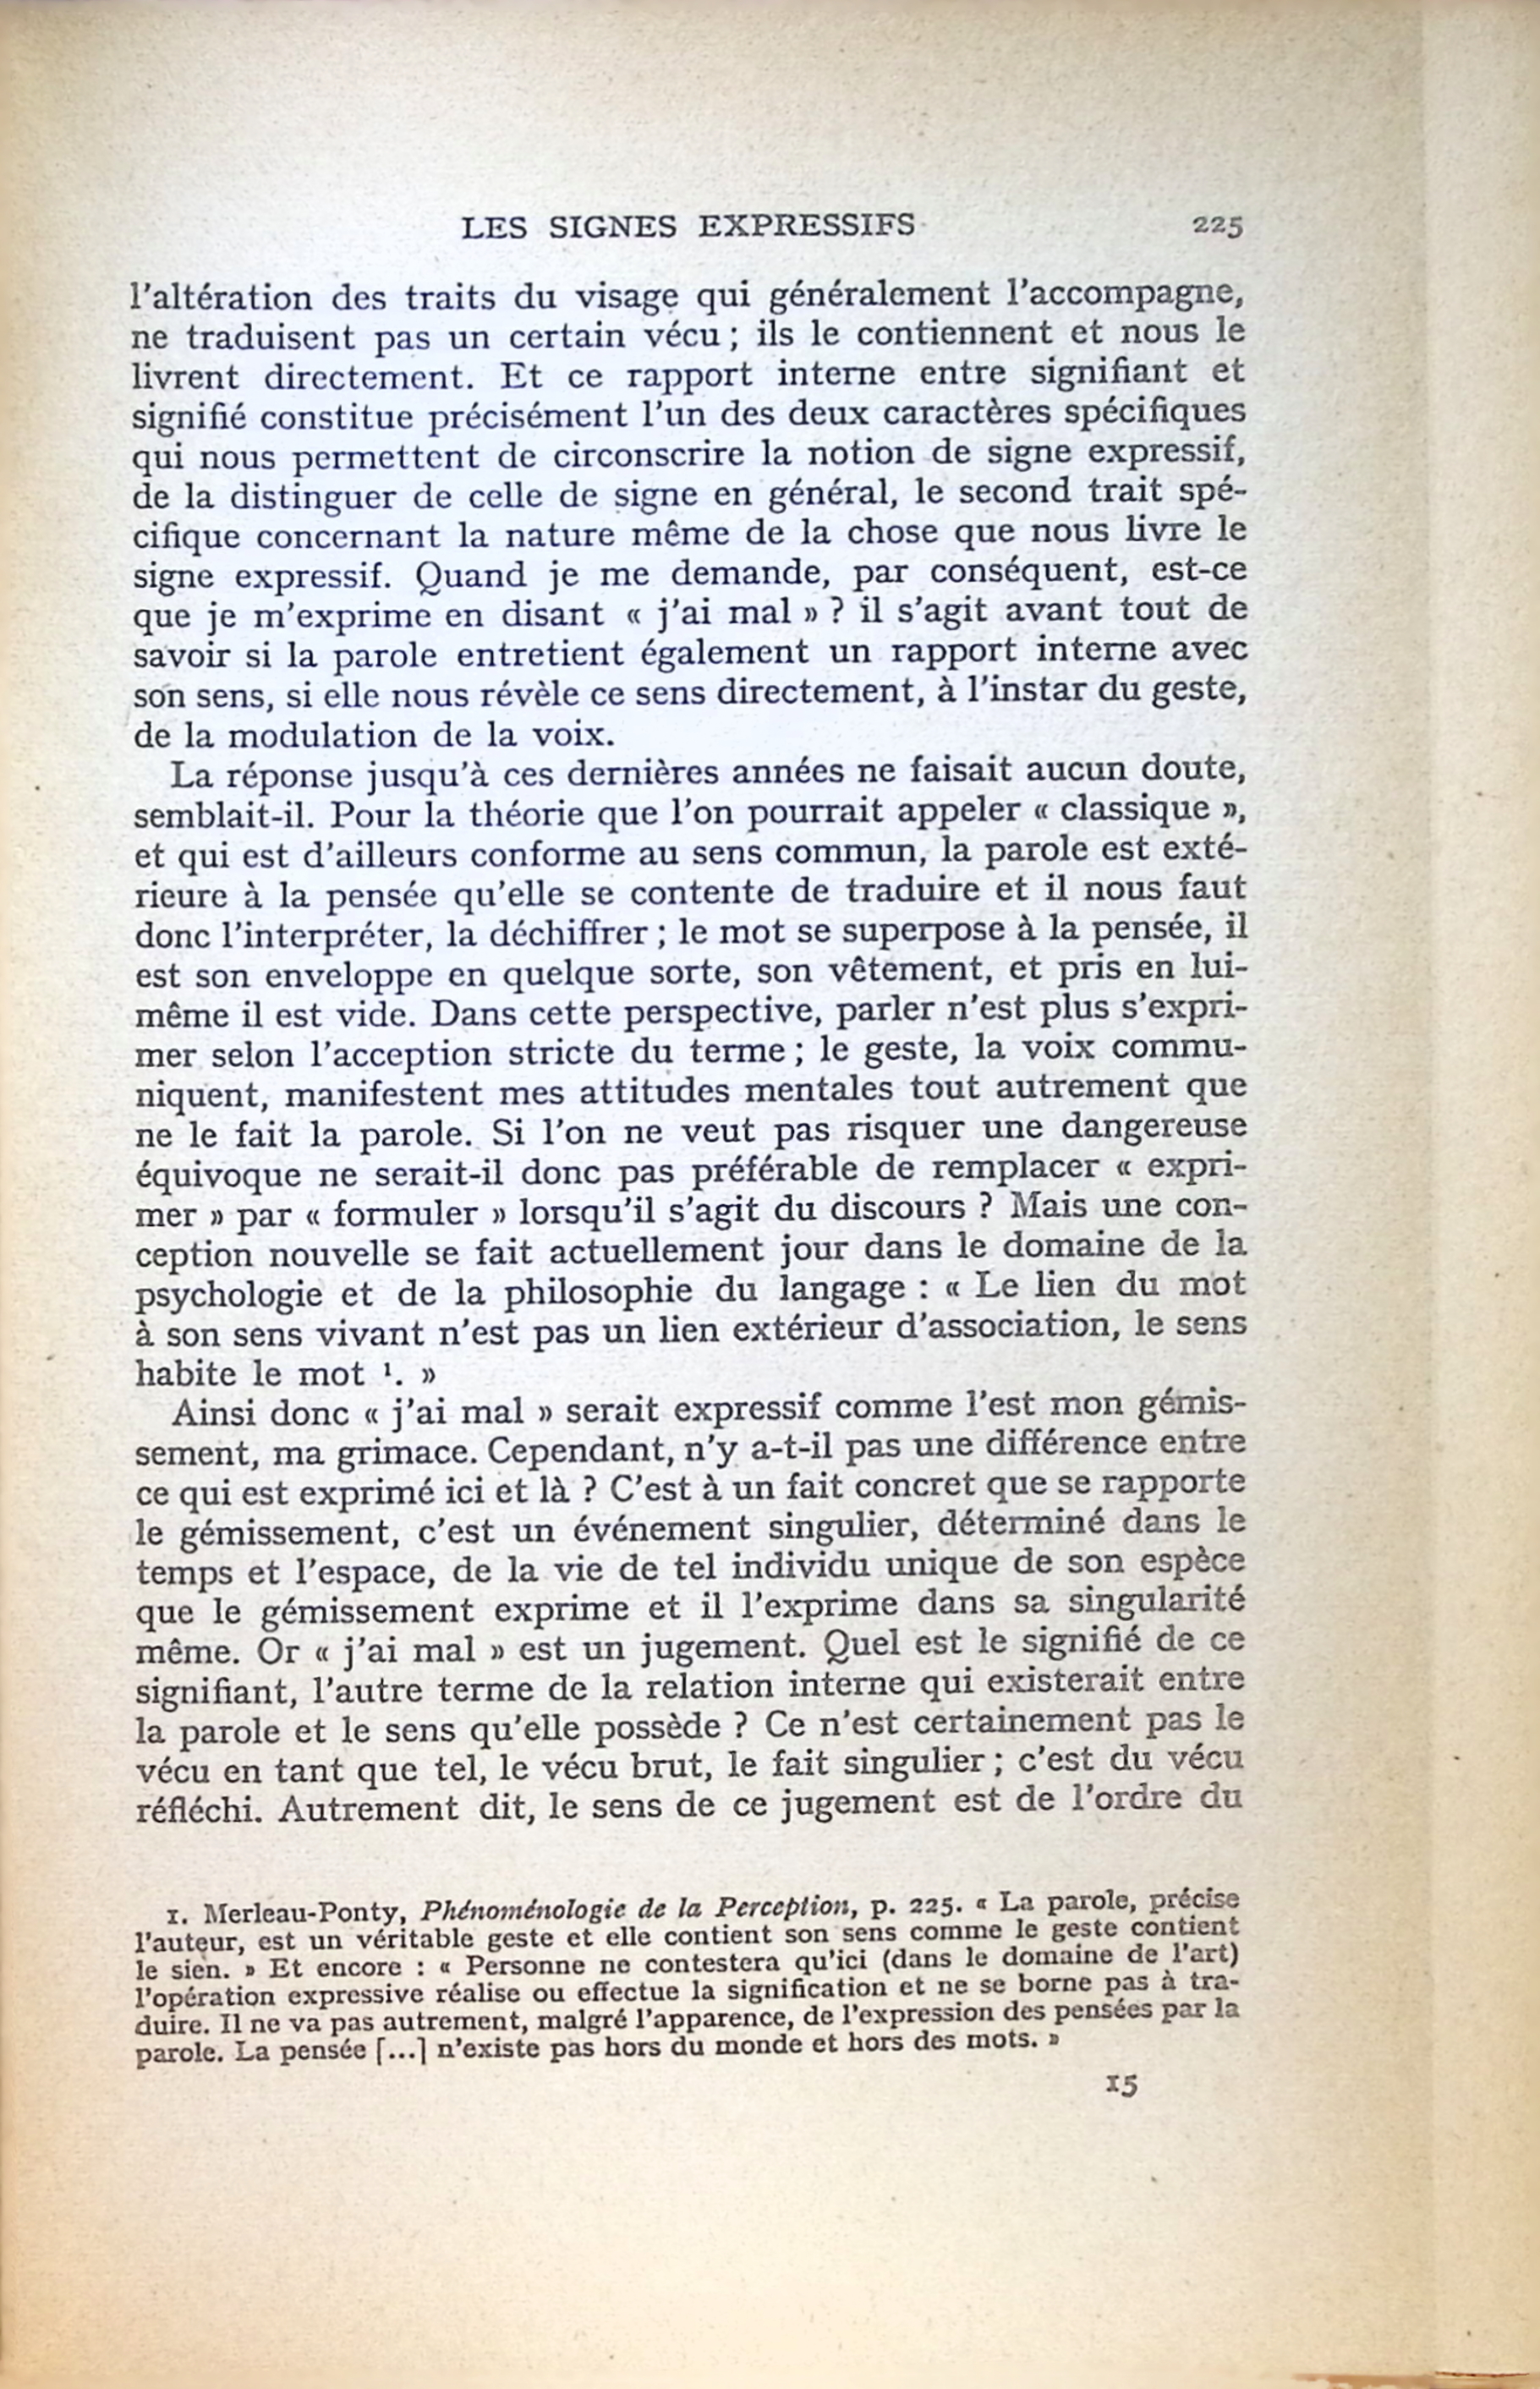 LES SIGNES EXPRESSIFS 225
l'altération des traits du visage qui généralement l'accompagne,
ne traduisent pas un certain vécu ; ils le contiennent et nous le
livrent directement. Et ce rapport interne entre signifiant et
signifié constitue précisément l'un des deux caractères spécifiques
qui nous permettent de circonscrire la notion de signe expressif,
de la distinguer de celle de signe en général, le second trait spé-
cifique concernant la nature même de la chose que nous livre le
signe expressif. Quand je me demande, par conséquent, est-ce
que je m'exprime en disant « j'ai mal » ? il s'agit avant tout de
savoir si la parole entretient également un rapport interne avec
son sens, si elle nous révèle ce sens directement, à l'instar du geste,
de la modulation de la voix.
La réponse jusqu'à ces dernières années ne faisait aucun doute,
semblait-il. Pour la théorie que l'on pourrait appeler « classique »,
et qui est d'ailleurs conforme au sens commun, la parole est exté-
rieure à la pensée qu'elle se contente de traduire et il nous faut
donc l'interpréter, la déchiffrer ; le mot se superpose à la pensée, il
est son enveloppe en quelque sorte, son vêtement, et pris en lui-
même il est vide. Dans cette perspective, parler n'est plus s'expri-
mer selon l'acception stricte du terme ; le geste, la voix commu-
niquent, manifestent mes attitudes mentales tout autrement que
ne le fait la parole. Si l'on ne veut pas risquer une dangereuse
équivoque ne serait-il donc pas préférable de remplacer « expri-
mer » par « formuler » lorsqu'il s'agit du discours ? Mais une con-
ception nouvelle se fait actuellement jour dans le domaine de la
psychologie et de la philosophie du langage : « Le lien du mot
à son sens vivant n'est pas un lien extérieur d'association, le sens
habite le mot ¹. »
Ainsi donc « j'ai mal » serait expressif comme l'est mon gémis-
sement, ma grimace. Cependant, n'y a-t-il pas une différence entre
ce qui est exprimé ici et là ? C'est à un fait concret que se rapporte
le gémissement, c'est un événement singulier, déterminé dans le
temps et l'espace, de la vie de tel individu unique de son espèce
que le gémissement exprime et il l'exprime dans sa singularité
même. Or « j'ai mal » est un jugement. Quel est le signifié de ce
signifiant, l'autre terme de la relation interne qui existerait entre
la parole et le sens qu'elle possède ? Ce n'est certainement pas le
vécu en tant que tel, le vécu brut, le fait singulier ; c'est du vécu
réfléchi. Autrement dit, le sens de ce jugement est de l'ordre du
1. Merleau-Ponty, Phénoménologie de la Perception, p. 225. « La parole, précise
l'auteur, est un véritable geste et elle contient son sens comme le geste contient
le sien. » Et encore : « Personne ne contestera qu'ici (dans le domaine de l'art)
l'opération expressive réalise ou effectue la signification et ne se borne pas à tra-
duire. Il ne va pas autrement, malgré l'apparence, de l'expression des pensées par la
parole. La pensée [...] n'existe pas hors du monde et hors des mots. »
15